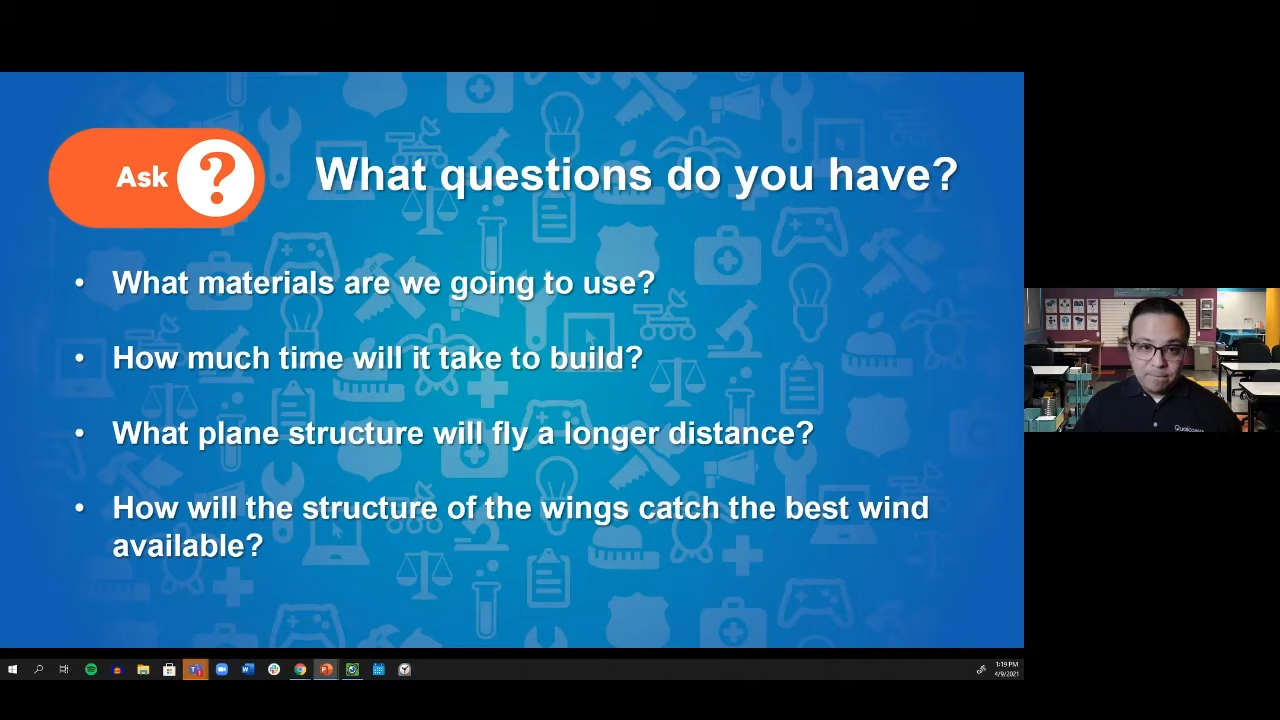 Ask ?
What questions do you have?
• What materials are we going to use?
• How much time will it take to build?
• What plane structure will fly a longer distance?
• How will the structure of the wings catch the best wind
available?
1:19 PM
4/9/2021